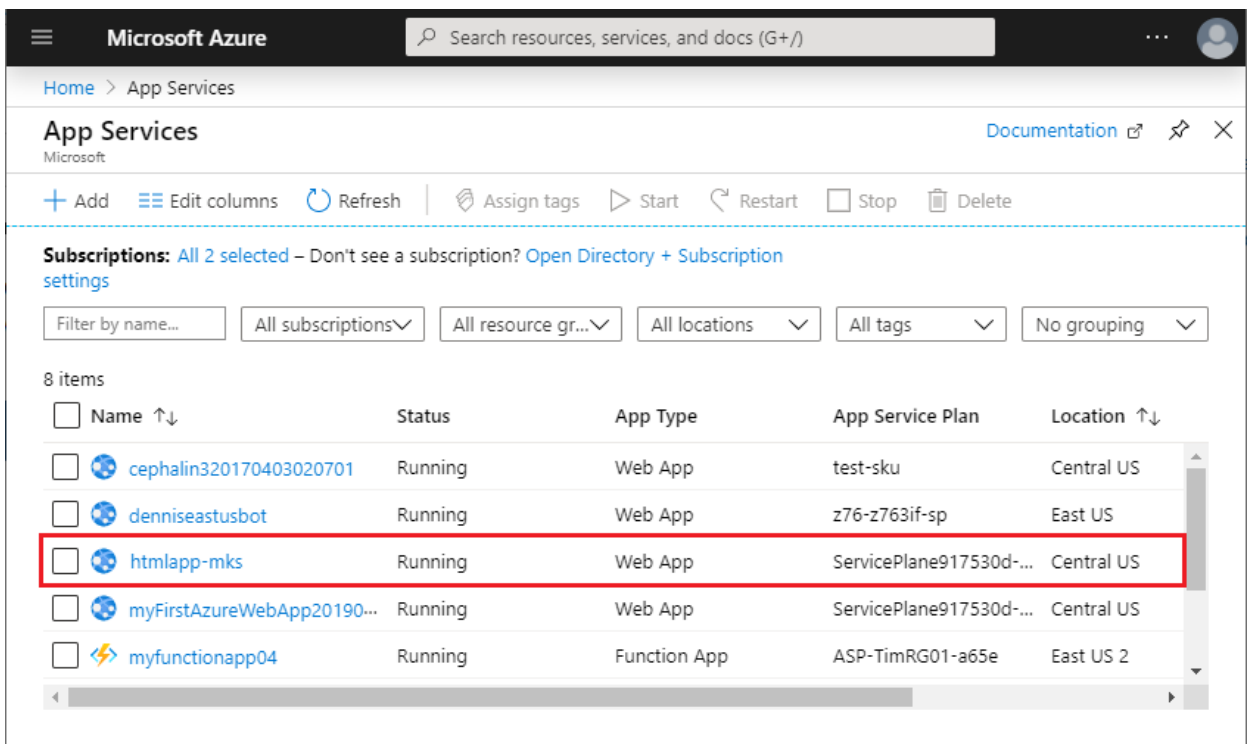 Microsoft Azure Search resources, services, and docs (G+/) ...
Home > App Services
App Services Documentation
Microsoft
Add Edit columns Refresh Assign tags Start Restart Stop Delete
Subscriptions: All 2 selected – Don't see a subscription? Open Directory + Subscription
settings
Filter by name... All subscriptions All resource gr... All locations All tags No grouping
8 items
Name ↑↓ Status App Type App Service Plan Location ↑↓
cephalin320170403020701 Running Web App test-sku Central US
denniseastusbot Running Web App z76-z763if-sp East US
htmlapp-mks Running Web App ServicePlane917530d-... Central US
myFirstAzureWebApp20190... Running Web App ServicePlane917530d-... Central US
myfunctionapp04 Running Function App ASP-TimRG01-a65e East US 2